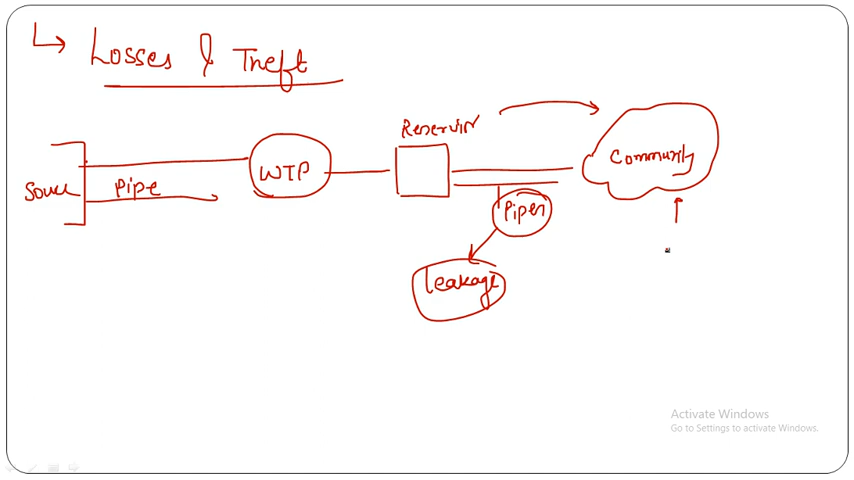 Losses & Theft
Reservoir
Community
WTP
Source
Pipe
Pipes
Leakage
Activate Windows
Go to Settings to activate Windows.